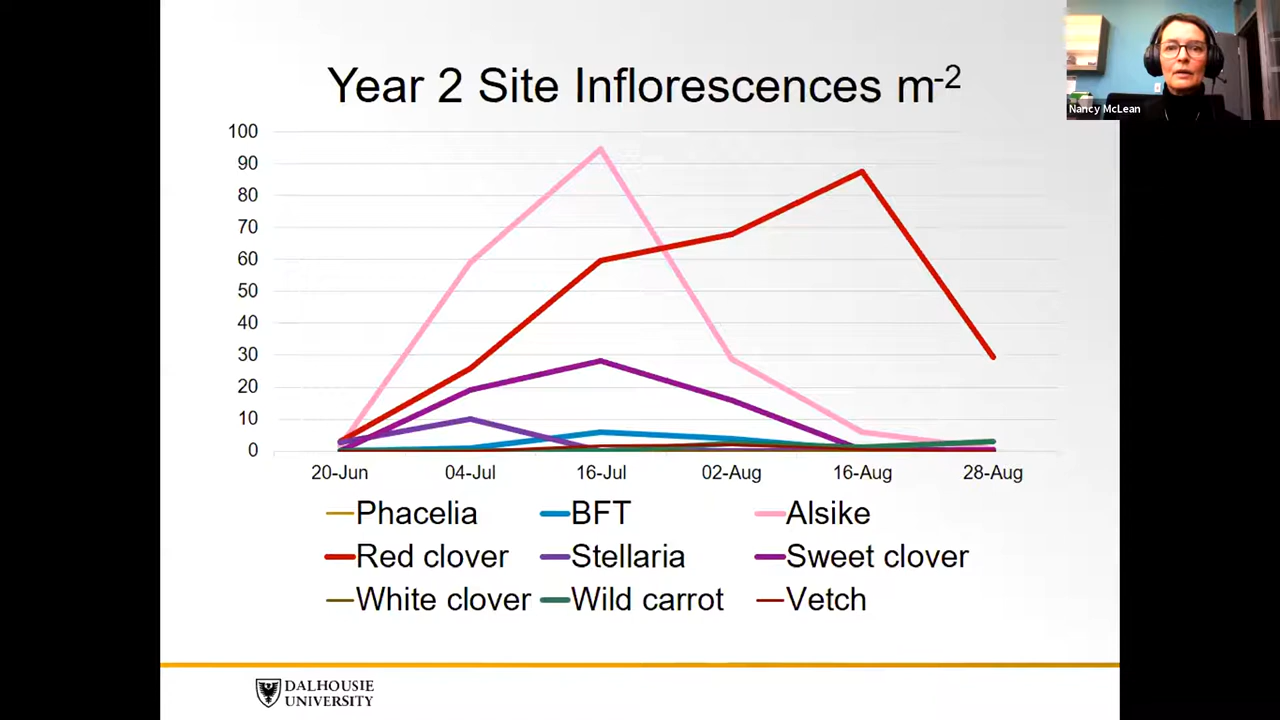 Year 2 Site Inflorescences m-2
Nancy McLean
100
90
80
70
60
50
40
30
20
10
0
20-Jun 04-Jul 16-Jul 02-Aug 16-Aug 28-Aug
Phacelia BFT Alsike
Red clover Stellaria Sweet clover
White clover Wild carrot Vetch
DALHOUSIE
UNIVERSITY